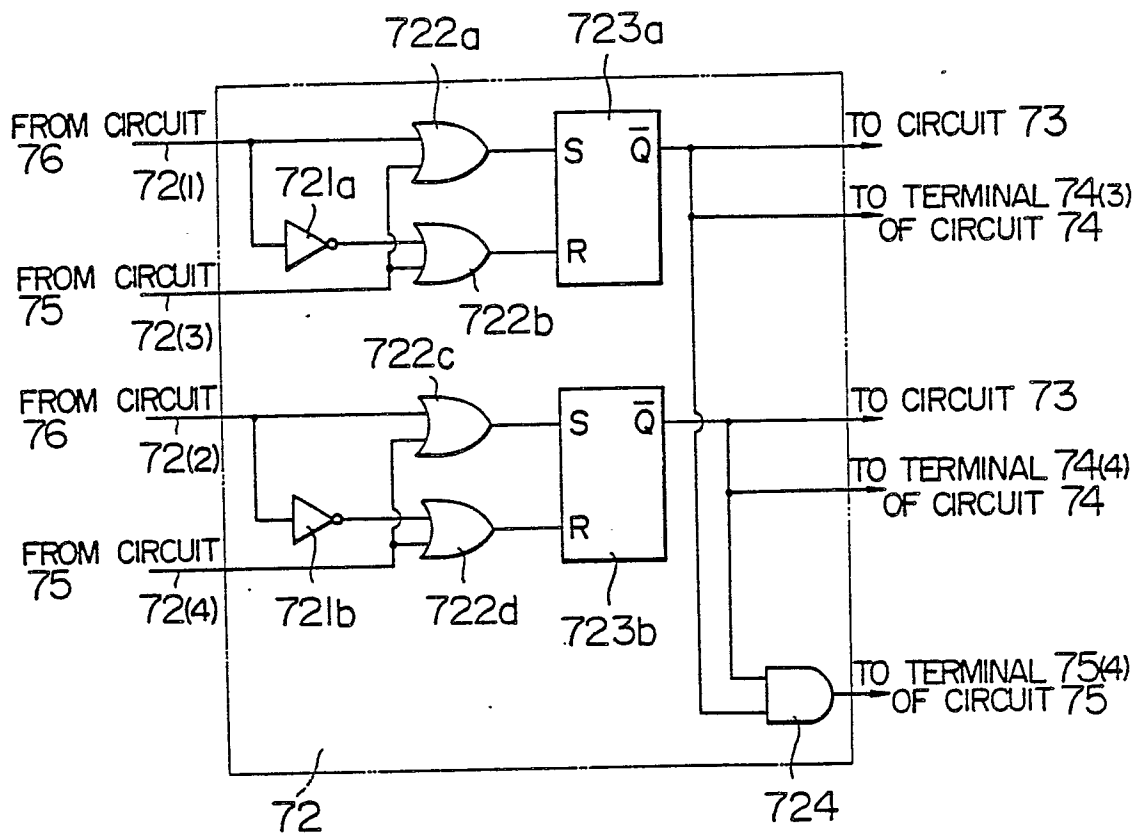 722a
723a
FROM CIRCUIT
76
72(1)
721a
S
Q̅
TO CIRCUIT 73
TO TERMINAL 74(3)
OF CIRCUIT 74
R
FROM CIRCUIT
75
72(3)
722b
722c
FROM CIRCUIT
76
72(2)
S
Q̅
TO CIRCUIT 73
TO TERMINAL 74(4)
OF CIRCUIT 74
R
FROM CIRCUIT
75
72(4)
721b
722d
723b
TO TERMINAL 75(4)
OF CIRCUIT 75
72
724